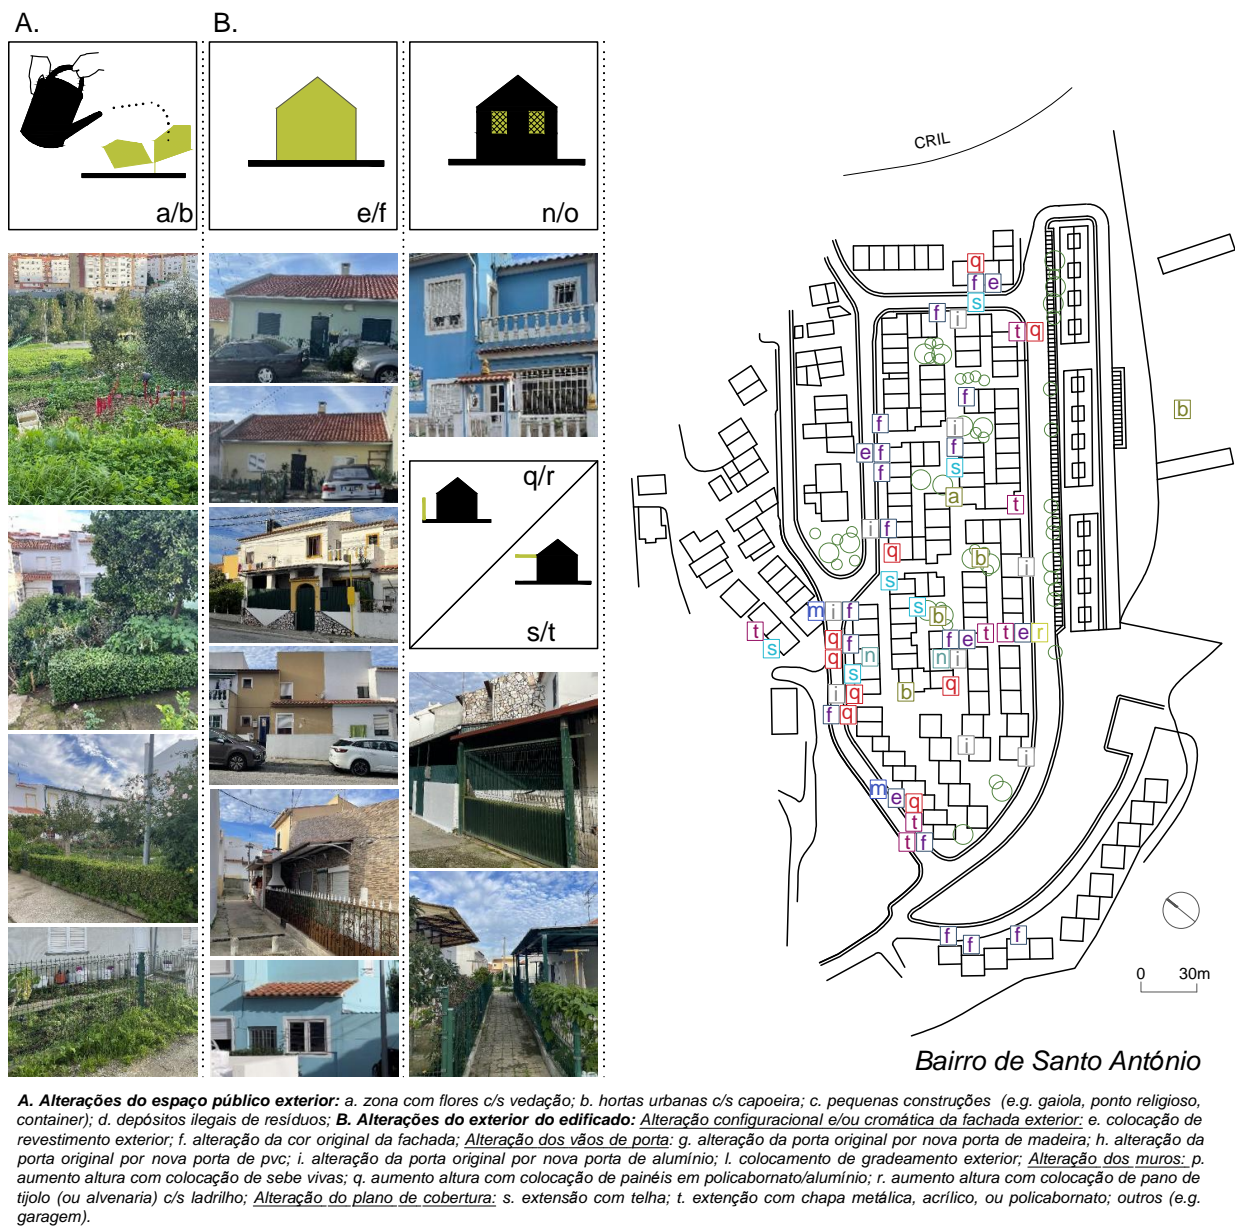 A.
B.
a/b
e/f
n/o
q/r
s/t
CRIL
q
f e
s
f i
t q
f
b
f
i
e f
f
f
s
a
t
i f
q
b
i
s
m i f
s
b
t
q
f
f e t t e r
s
q
n
n i
s
i q
b
q
f q
i
i
m
e q
t
t f
f f f
0 30m
Bairro de Santo António
A. Alterações do espaço público exterior: a. zona com flores c/s vedação; b. hortas urbanas c/s capoeira; c. pequenas construções (e.g. gaiola, ponto religioso,
container); d. depósitos ilegais de resíduos; B. Alterações do exterior do edificado: Alteração configuracional e/ou cromática da fachada exterior: e. colocação de
revestimento exterior; f. alteração da cor original da fachada; Alteração dos vãos de porta: g. alteração da porta original por nova porta de madeira; h. alteração da
porta original por nova porta de pvc; i. alteração da porta original por nova porta de alumínio; l. colocamento de gradeamento exterior; Alteração dos muros: p.
aumento altura com colocação de sebe vivas; q. aumento altura com colocação de painéis em policabornato/alumínio; r. aumento altura com colocação de pano de
tijolo (ou alvenaria) c/s ladrilho; Alteração do plano de cobertura: s. extensão com telha; t. extenção com chapa metálica, acrílico, ou policabornato; outros (e.g.
garagem).